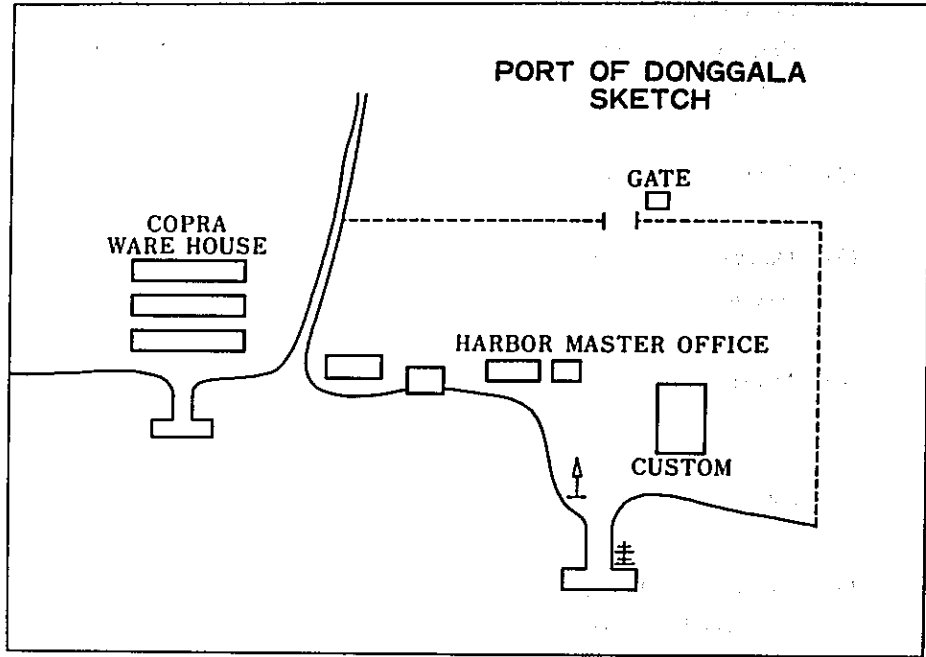 PORT OF DONGGALA
SKETCH
GATE
COPRA
WARE HOUSE
HARBOR MASTER OFFICE
CUSTOM